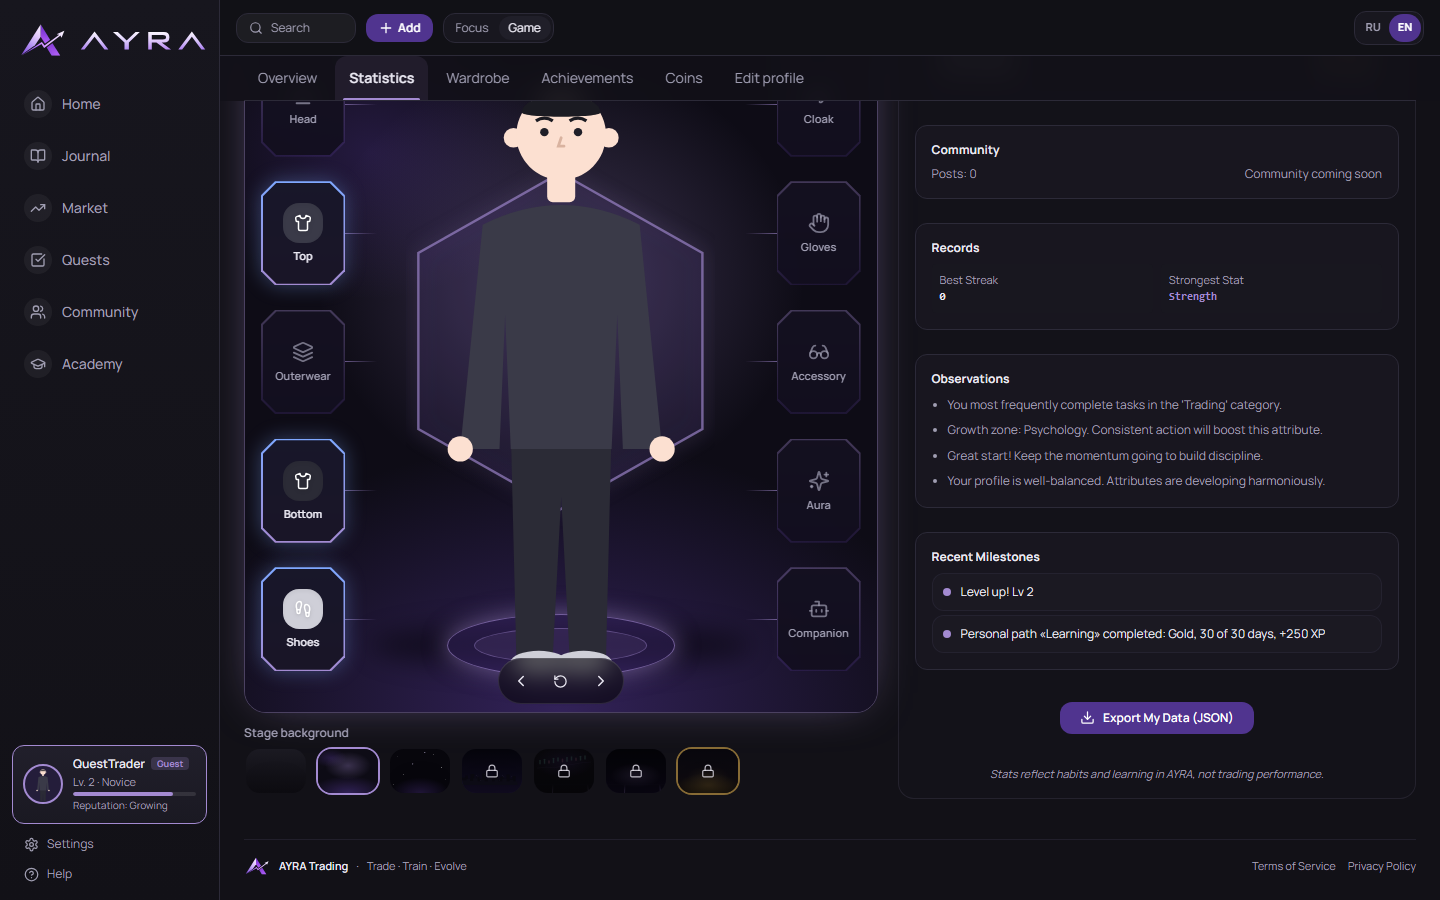 AYRA
Search
Add
Focus
Game
RU
EN
Overview
Statistics
Wardrobe
Achievements
Coins
Edit profile
Home
Journal
Market
Quests
Community
Academy
QuestTrader
Guest
Lv. 2 · Novice
Reputation: Growing
Settings
Help
Head
Top
Outerwear
Bottom
Shoes
Cloak
Gloves
Accessory
Aura
Companion
Stage background
Community
Posts: 0
Community coming soon
Records
Best Streak
0
Strongest Stat
Strength
Observations
You most frequently complete tasks in the 'Trading' category.
Growth zone: Psychology. Consistent action will boost this attribute.
Great start! Keep the momentum going to build discipline.
Your profile is well-balanced. Attributes are developing harmoniously.
Recent Milestones
Level up! Lv 2
Personal path «Learning» completed: Gold, 30 of 30 days, +250 XP
Export My Data (JSON)
Stats reflect habits and learning in AYRA, not trading performance.
AYRA Trading · Trade · Train · Evolve
Terms of Service
Privacy Policy